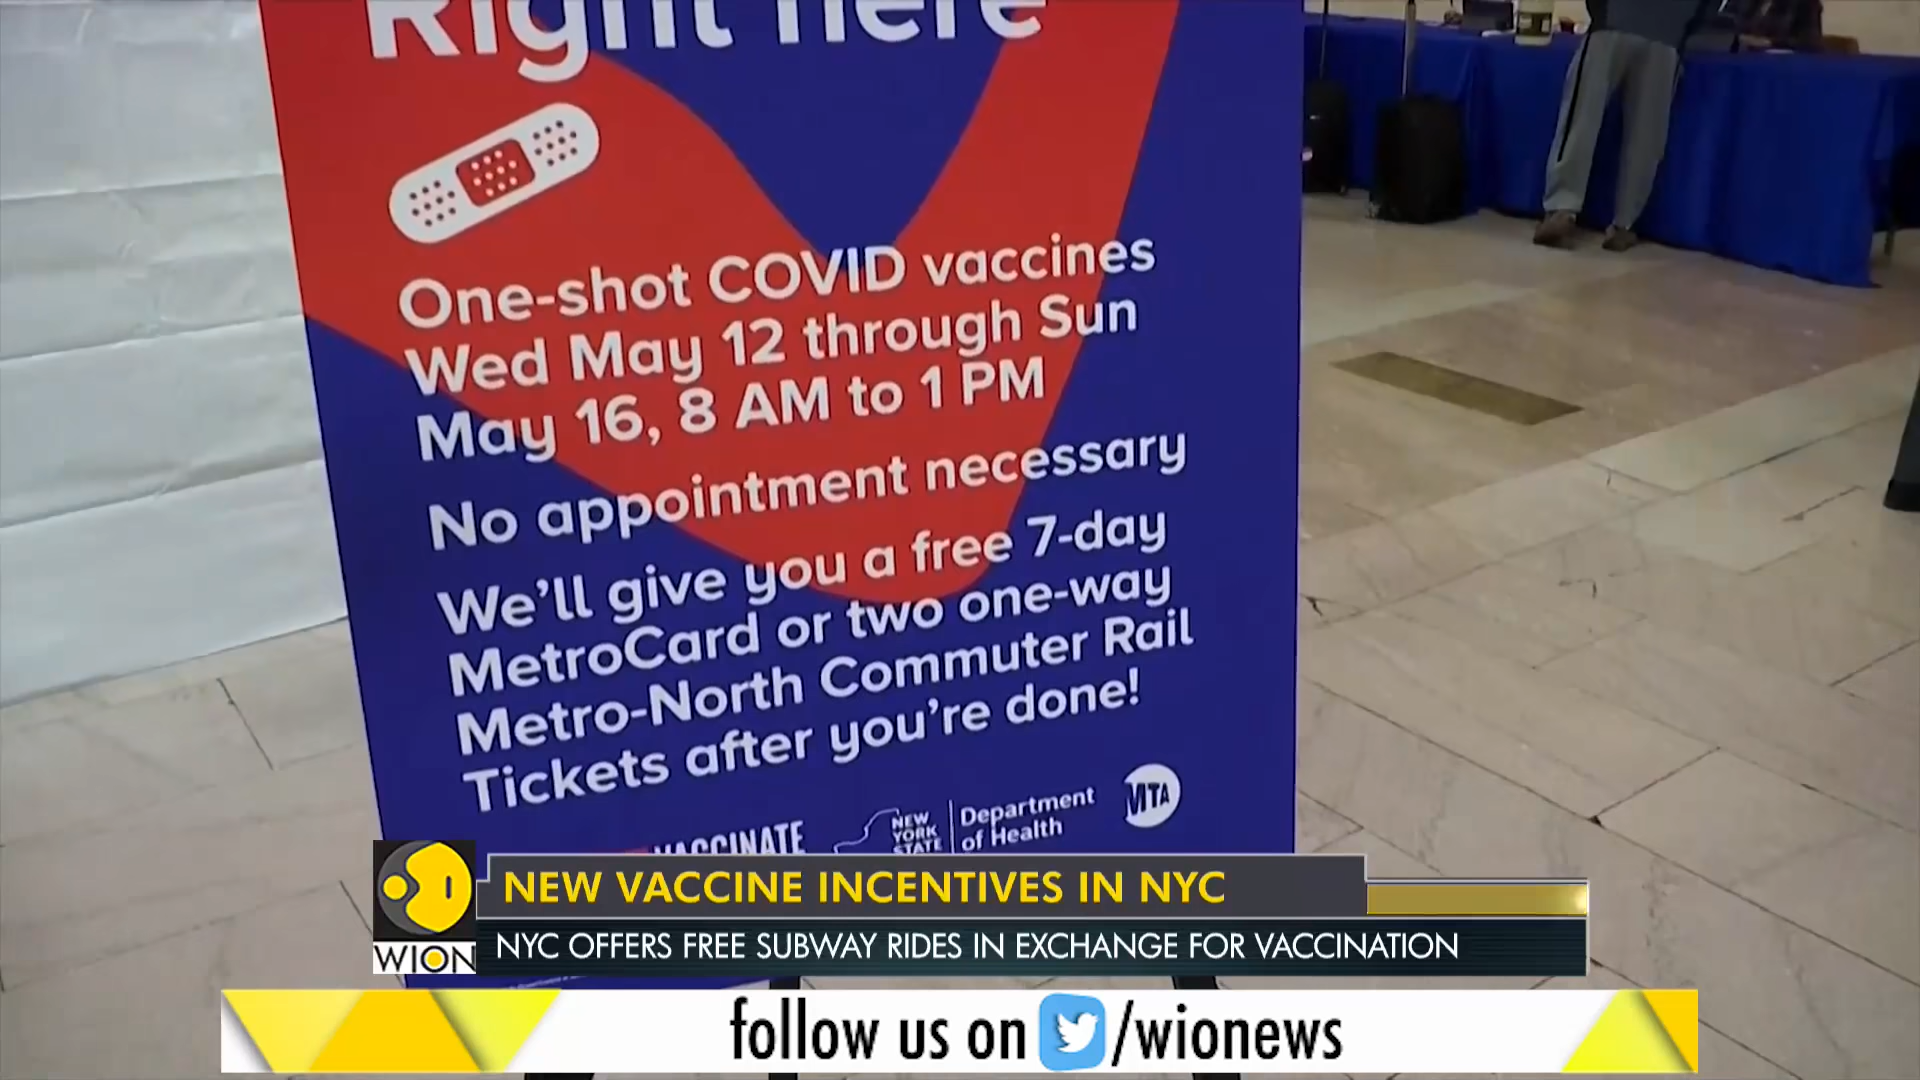 Right here
One-shot COVID vaccines
Wed May 12 through Sun
May 16, 8 AM to 1 PM
No appointment necessary
We'll give you a free 7-day
MetroCard or two one-way
Metro-North Commuter Rail
Tickets after you're done!
VACCINATE
NEW
YORK
STATE
Department
of Health
MTA
NEW VACCINE INCENTIVES IN NYC
NYC OFFERS FREE SUBWAY RIDES IN EXCHANGE FOR VACCINATION
WION
follow us on /wionews